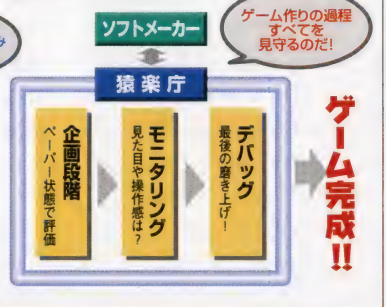 み
ソフトメーカー
ゲーム作りの過程
すべてを
見守るのだ!
猿楽庁
企画段階
ペーパー状態で評価
モニタリング
見た目や操作感は?
デバッグ
最後の磨き上げ!
ゲーム完成!!